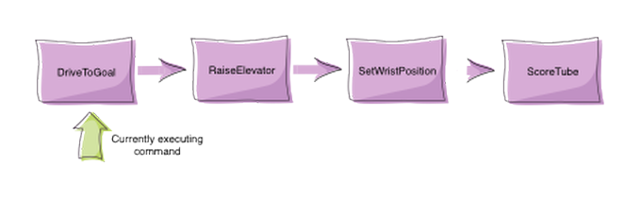 DriveToGoal
RaiseElevator
SetWristPosition
ScoreTube
Currently executing
command